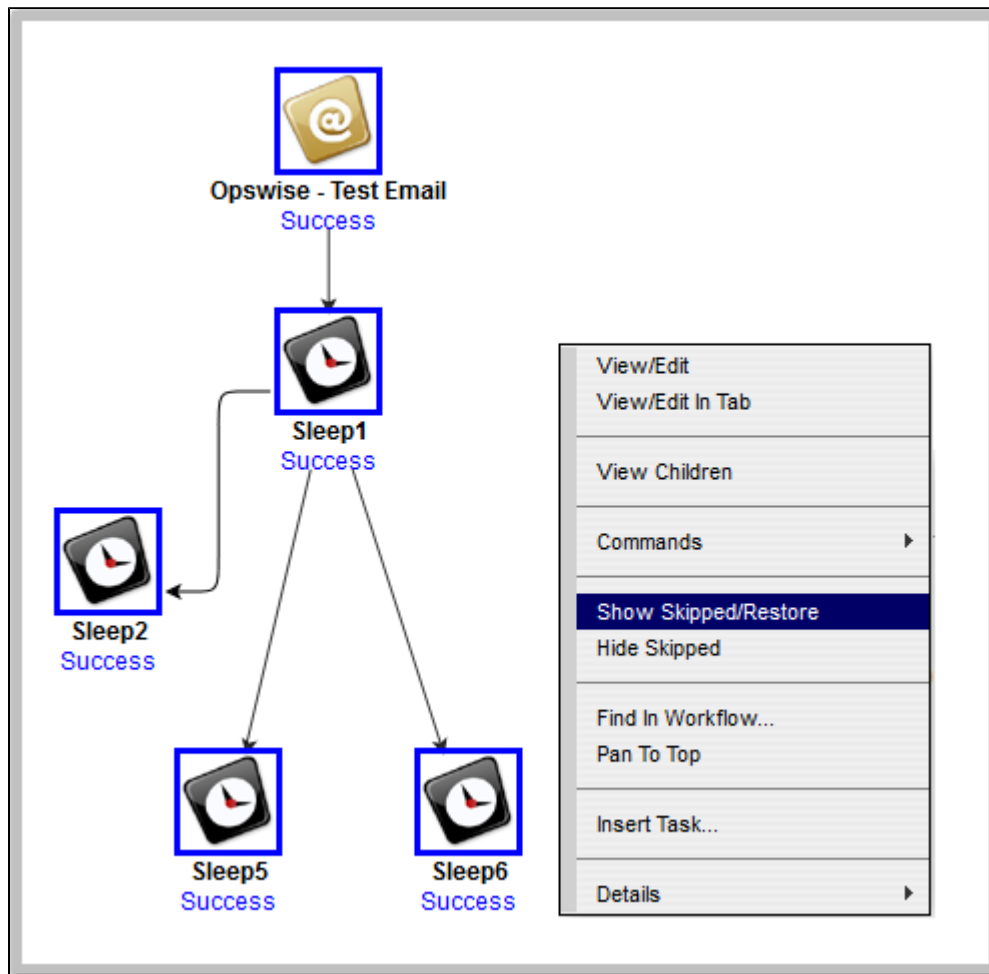 @
Opswise - Test Email
Success
Sleep1
Success
Sleep2
Success
Sleep5
Success
Sleep6
Success
View/Edit
View/Edit In Tab
View Children
Commands
Show Skipped/Restore
Hide Skipped
Find In Workflow...
Pan To Top
Insert Task...
Details